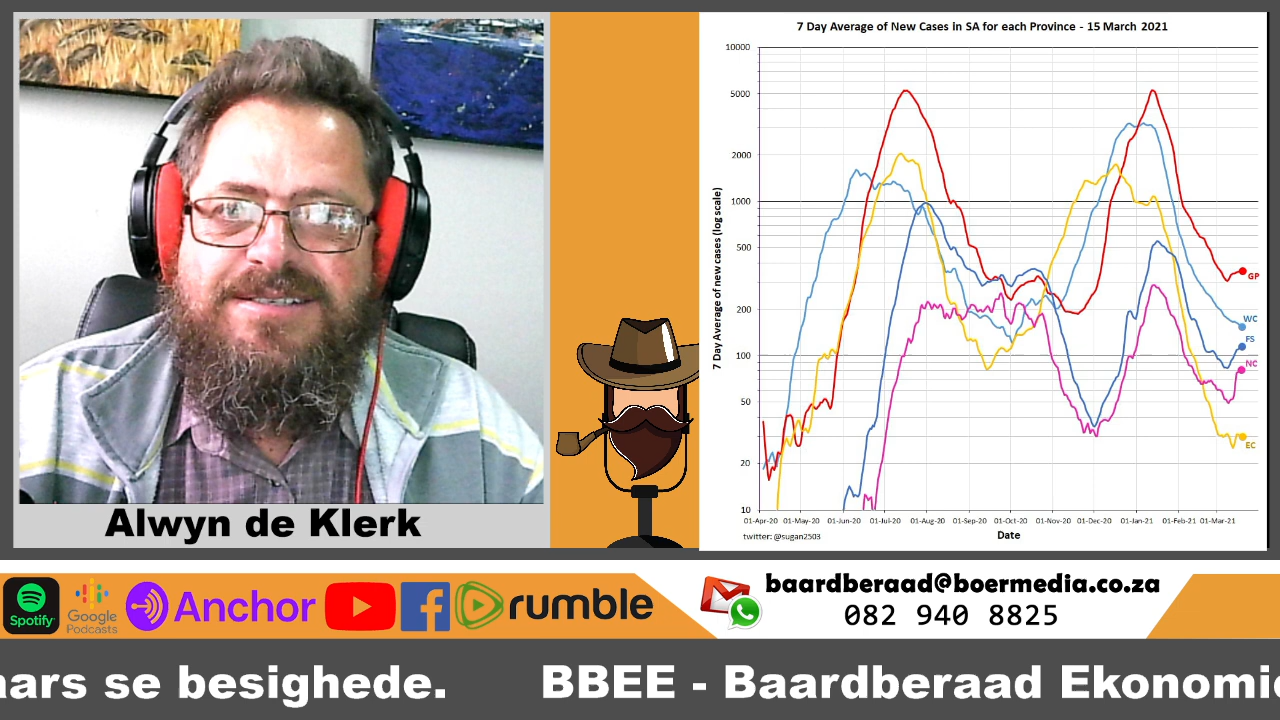 7 Day Average of New Cases in SA for each Province - 15 March 2021
10000
5000
2000
1000
500
200
100
50
20
10
7 Day Average of new cases (log scale)
01-Apr-20 01-May-20 01-Jun-20 01-Jul-20 01-Aug-20 01-Sep-20 01-Oct-20 01-Nov-20 01-Dec-20 01-Jan-21 01-Feb-21 01-Mar-21
Date
twitter: @sugan2503
GP
WC
FS
NC
EC
Alwyn de Klerk
Spotify
Google
Podcasts
Anchor
rumble
baardberaad@boermedia.co.za
082 940 8825
aars se besighede. BBEE - Baardberaad Ekonomie